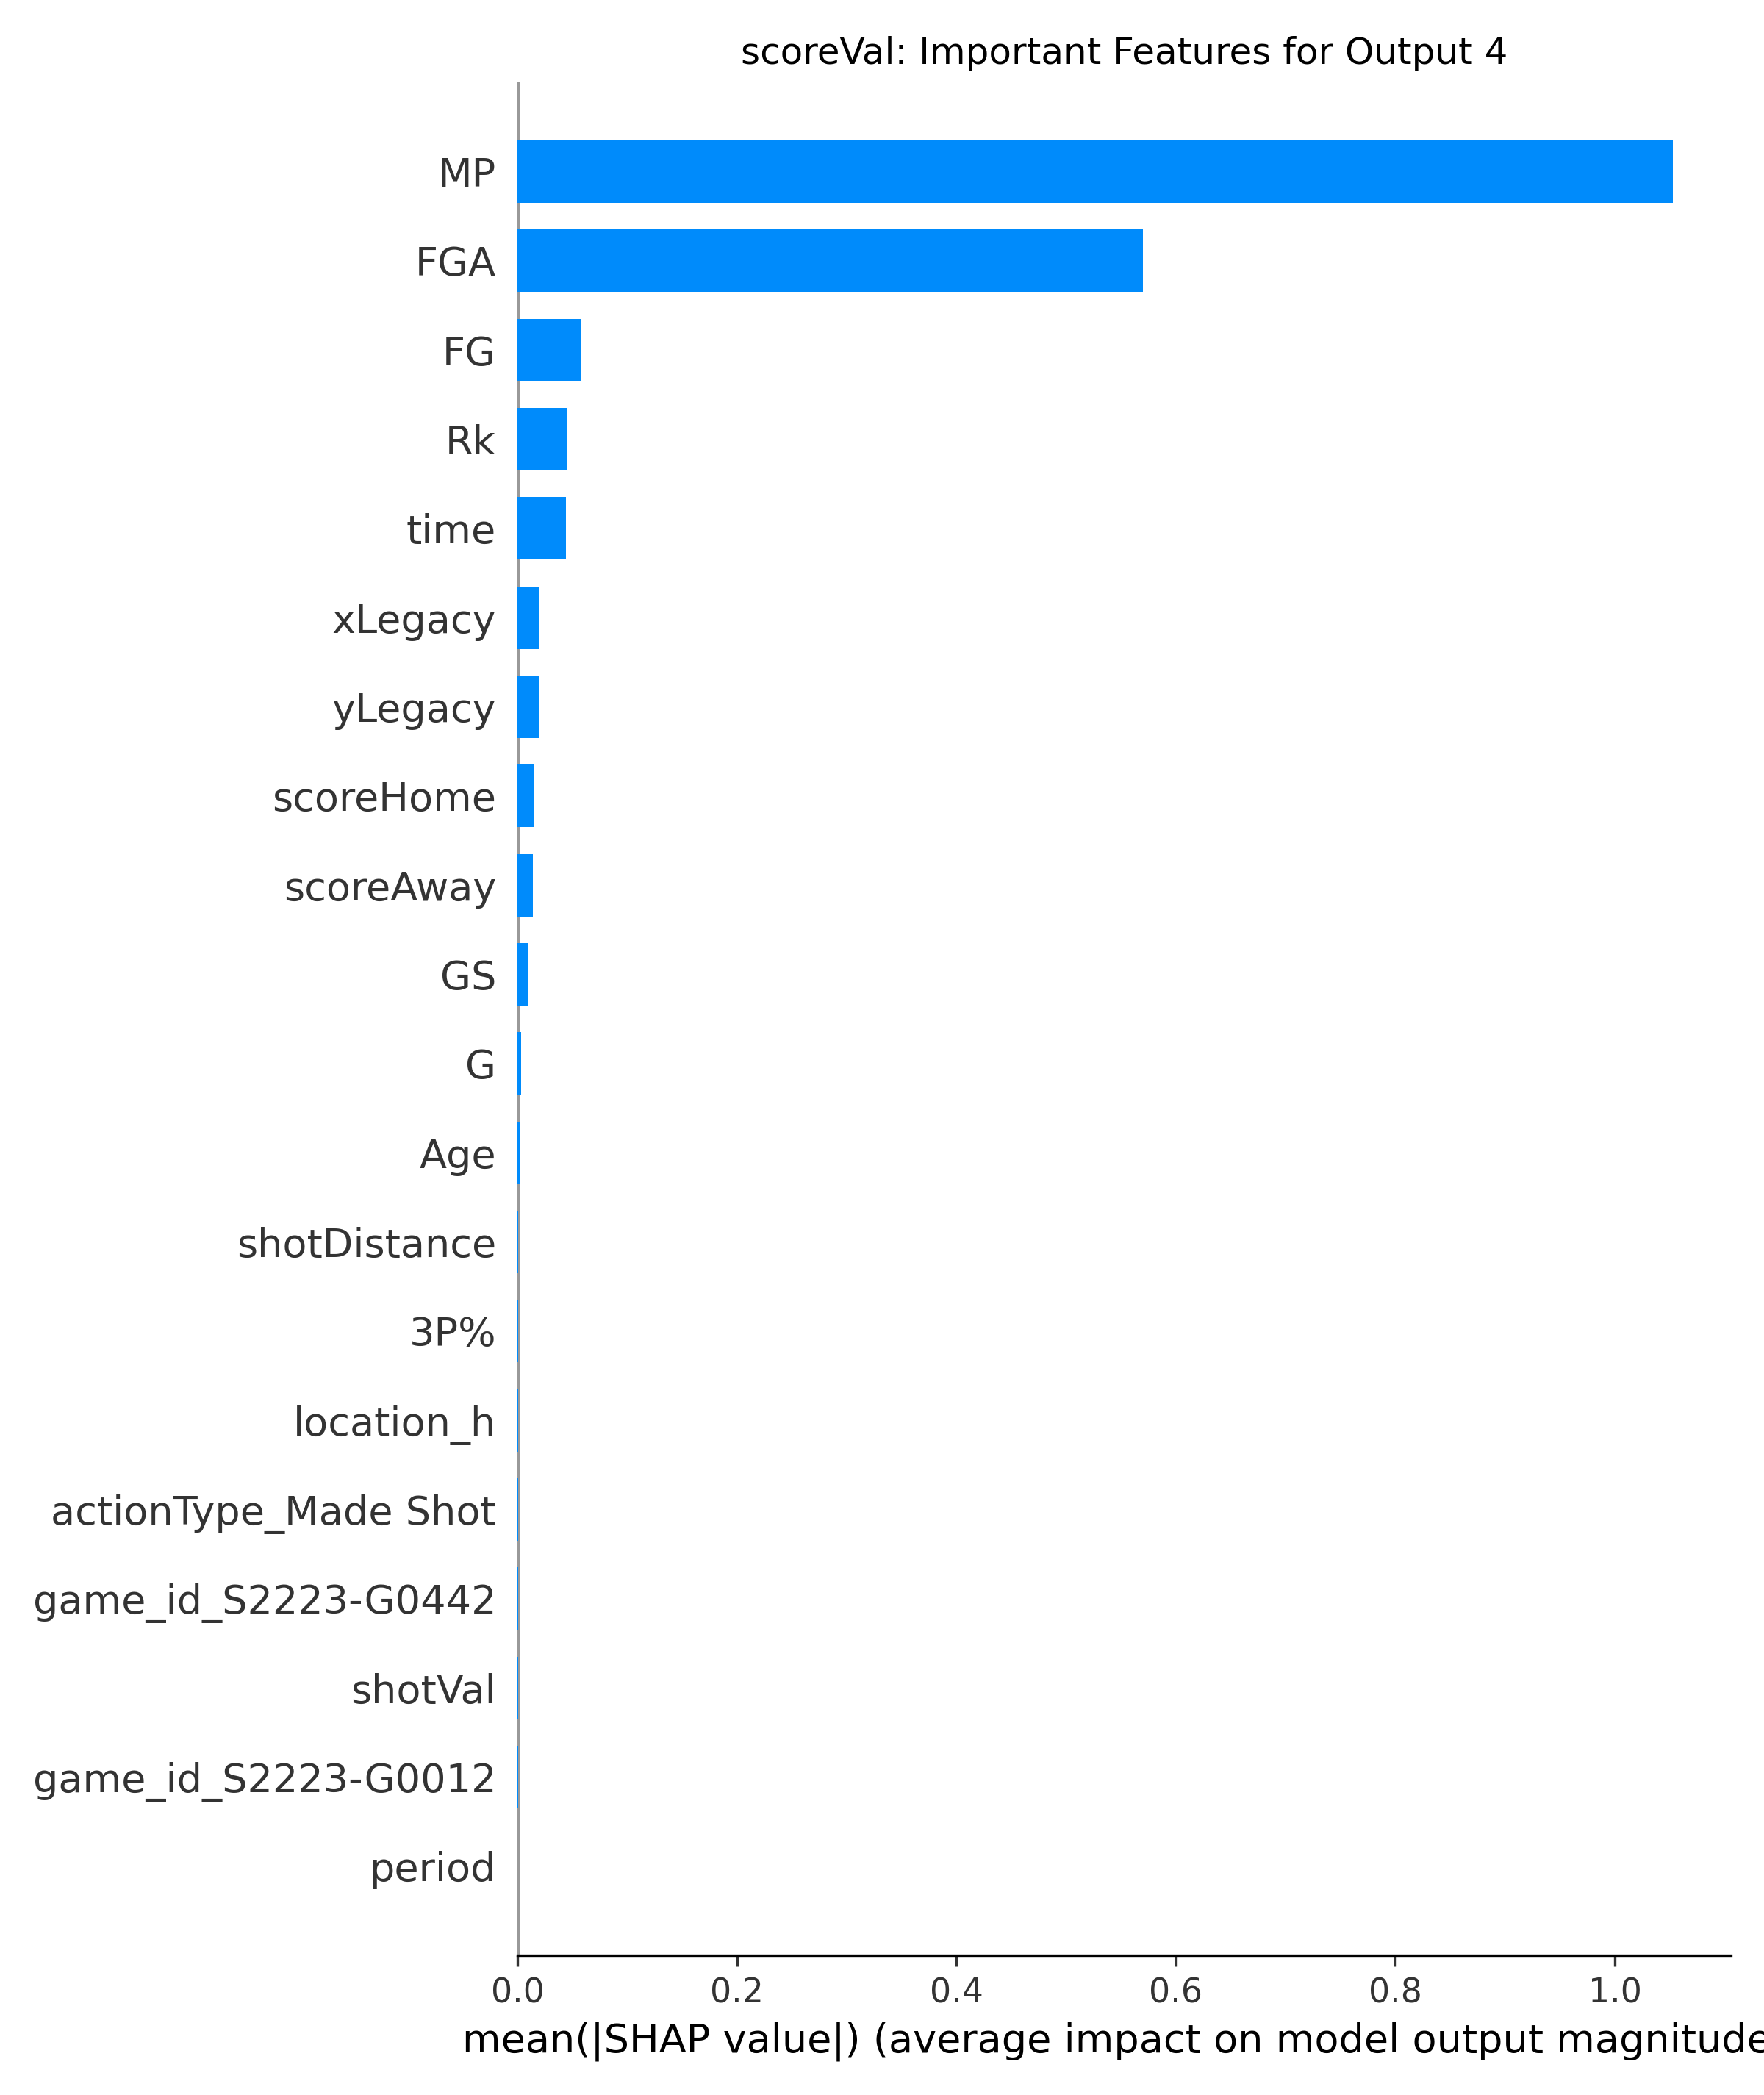 scoreVal: Important Features for Output 4
MP
FGA
FG
Rk
time
xLegacy
yLegacy
scoreHome
scoreAway
GS
G
Age
shotDistance
3P%
location_h
actionType_Made Shot
game_id_S2223-G0442
shotVal
game_id_S2223-G0012
period
0.0 0.2 0.4 0.6 0.8 1.0
mean(|SHAP value|) (average impact on model output magnitude